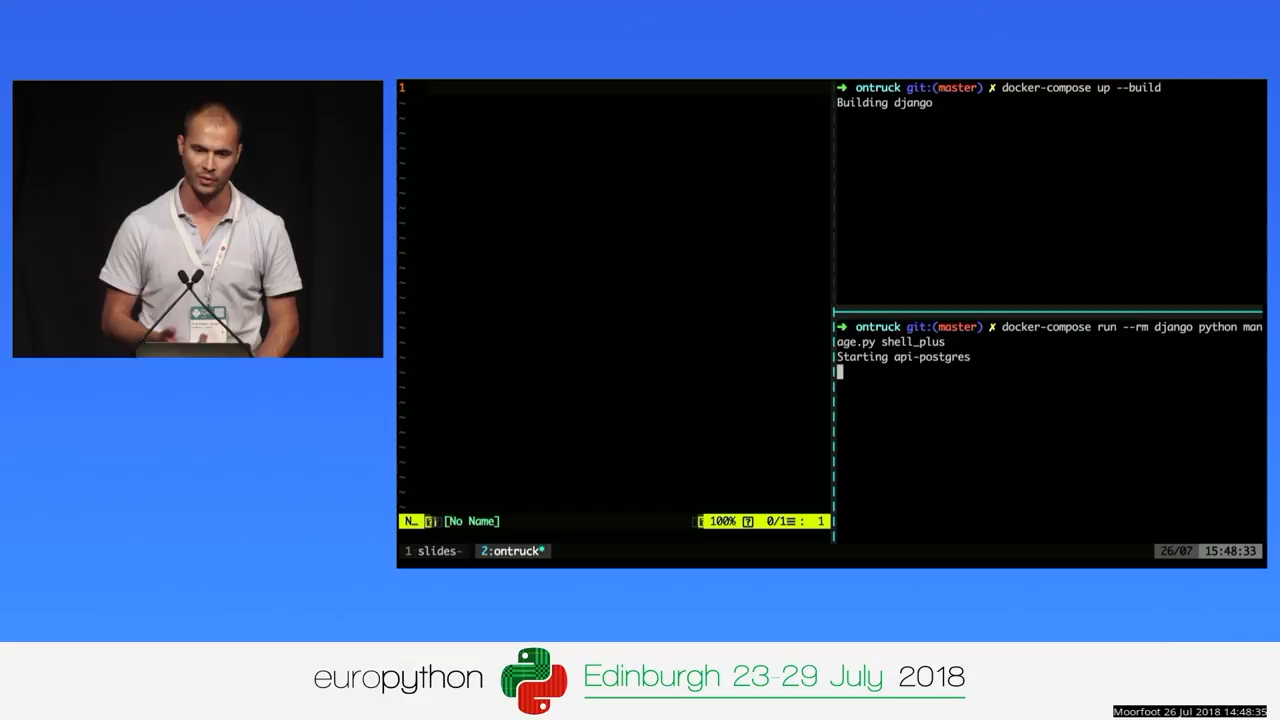 1
➜ ontruck git:(master) ✗ docker-compose up --build
Building django
➜ ontruck git:(master) ✗ docker-compose run --rm django python man
age.py shell_plus
Starting api-postgres
N… [No Name]
100% 0/1≡ : 1
1 slides- 2:ontruck*
26/07 15:48:33
europython Edinburgh 23-29 July 2018
Moorfoot 26 Jul 2018 14:48:35